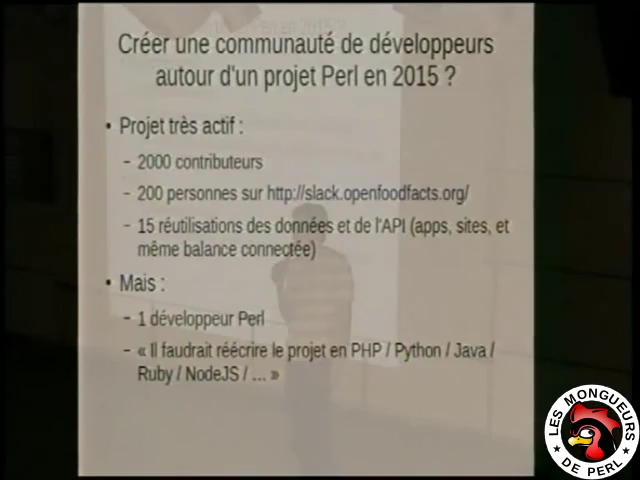 Créer une communauté de développeurs
autour d'un projet Perl en 2015 ?
• Projet très actif :
– 2000 contributeurs
– 200 personnes sur http://slack.openfoodfacts.org/
– 15 réutilisations des données et de l'API (apps, sites, et
même balance connectée)
• Mais :
– 1 développeur Perl
– « Il faudrait réécrire le projet en PHP / Python / Java /
Ruby / NodeJS / ... »
LES MONGUEURS
★ DE PERL ★